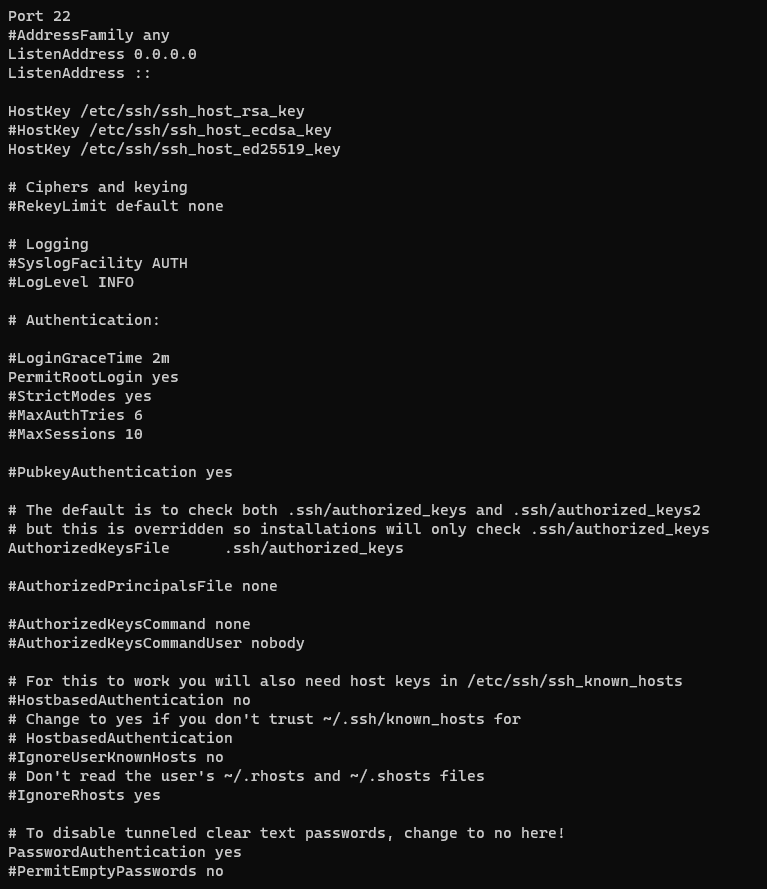 Port 22
#AddressFamily any
ListenAddress 0.0.0.0
ListenAddress ::
HostKey /etc/ssh/ssh_host_rsa_key
#HostKey /etc/ssh/ssh_host_ecdsa_key
HostKey /etc/ssh/ssh_host_ed25519_key
# Ciphers and keying
#RekeyLimit default none
# Logging
#SyslogFacility AUTH
#LogLevel INFO
# Authentication:
#LoginGraceTime 2m
PermitRootLogin yes
#StrictModes yes
#MaxAuthTries 6
#MaxSessions 10
#PubkeyAuthentication yes
# The default is to check both .ssh/authorized_keys and .ssh/authorized_keys2
# but this is overridden so installations will only check .ssh/authorized_keys
AuthorizedKeysFile      .ssh/authorized_keys
#AuthorizedPrincipalsFile none
#AuthorizedKeysCommand none
#AuthorizedKeysCommandUser nobody
# For this to work you will also need host keys in /etc/ssh/ssh_known_hosts
#HostbasedAuthentication no
# Change to yes if you don't trust ~/.ssh/known_hosts for
# HostbasedAuthentication
#IgnoreUserKnownHosts no
# Don't read the user's ~/.rhosts and ~/.shosts files
#IgnoreRhosts yes
# To disable tunneled clear text passwords, change to no here!
PasswordAuthentication yes
#PermitEmptyPasswords no